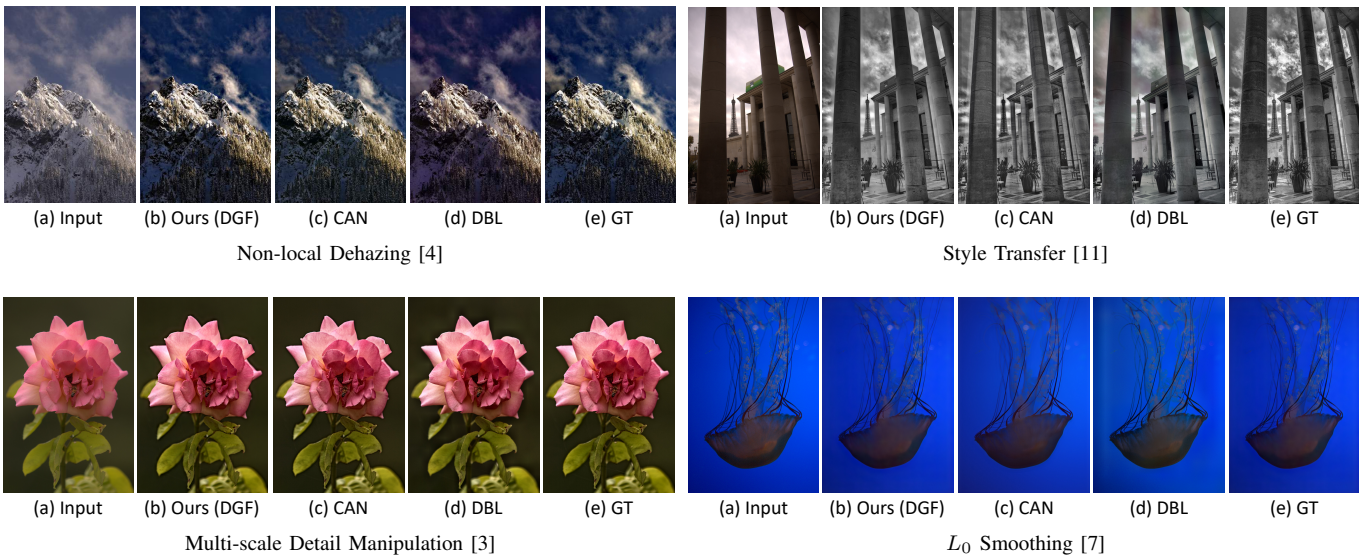 (a) Input (b) Ours (DGF) (c) CAN (d) DBL (e) GT
Non-local Dehazing [4]
(a) Input (b) Ours (DGF) (c) CAN (d) DBL (e) GT
Style Transfer [11]
(a) Input (b) Ours (DGF) (c) CAN (d) DBL (e) GT
Multi-scale Detail Manipulation [3]
(a) Input (b) Ours (DGF) (c) CAN (d) DBL (e) GT
L₀ Smoothing [7]